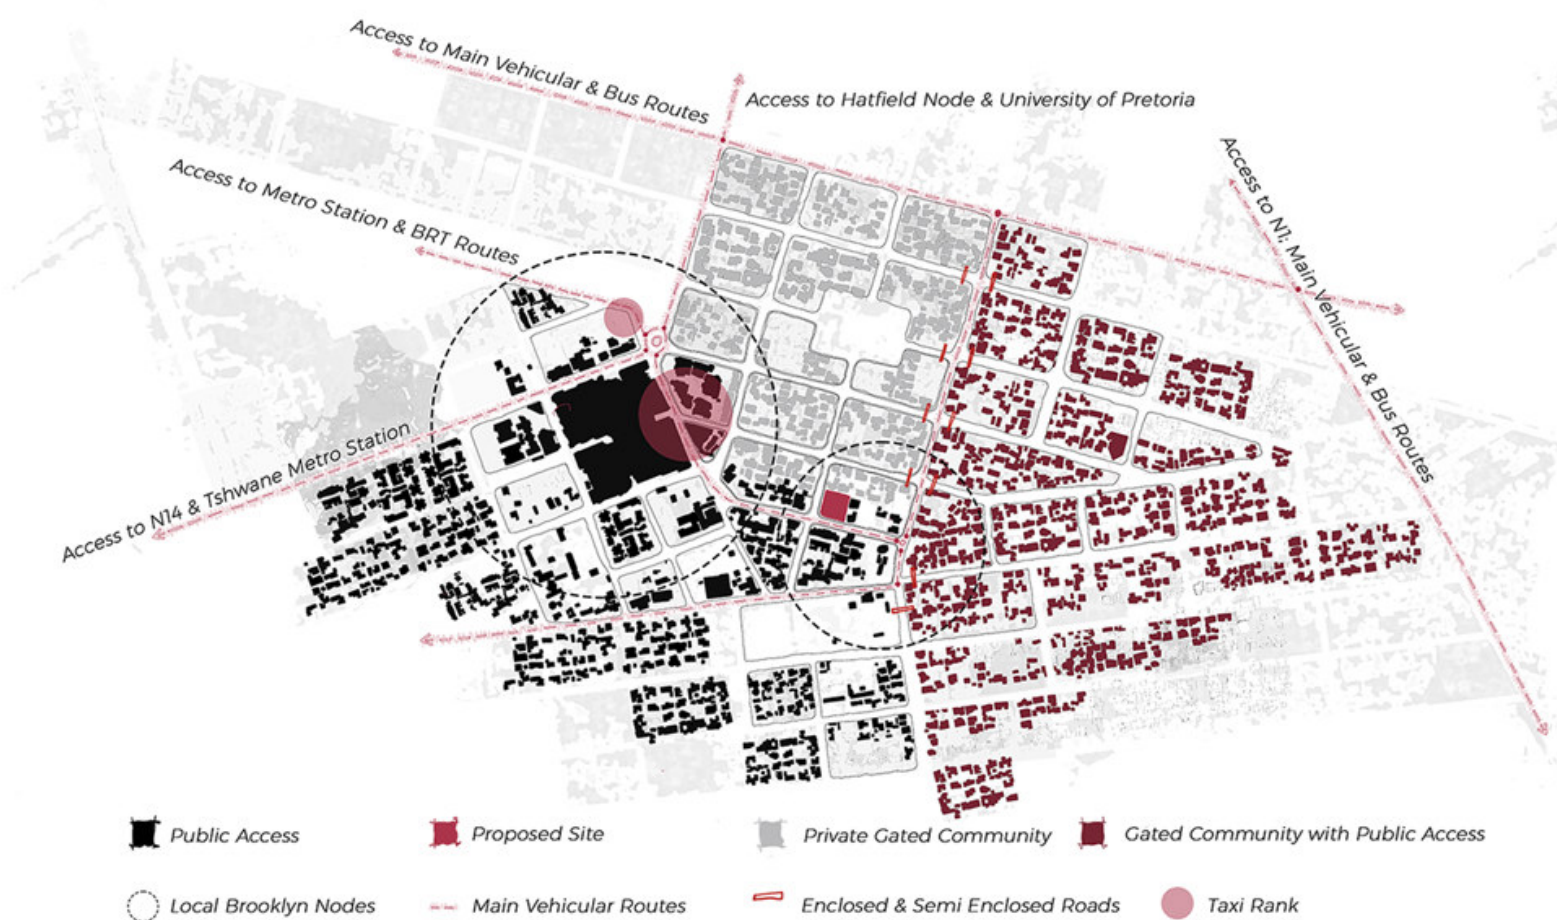 Access to Main Vehicular & Bus Routes
Access to Hatfield Node & University of Pretoria
Access to Metro Station & BRT Routes
Access to N1; Main Vehicular & Bus Routes
Access to N14 & Tshwane Metro Station
Public Access
Proposed Site
Private Gated Community
Gated Community with Public Access
Local Brooklyn Nodes
Main Vehicular Routes
Enclosed & Semi Enclosed Roads
Taxi Rank